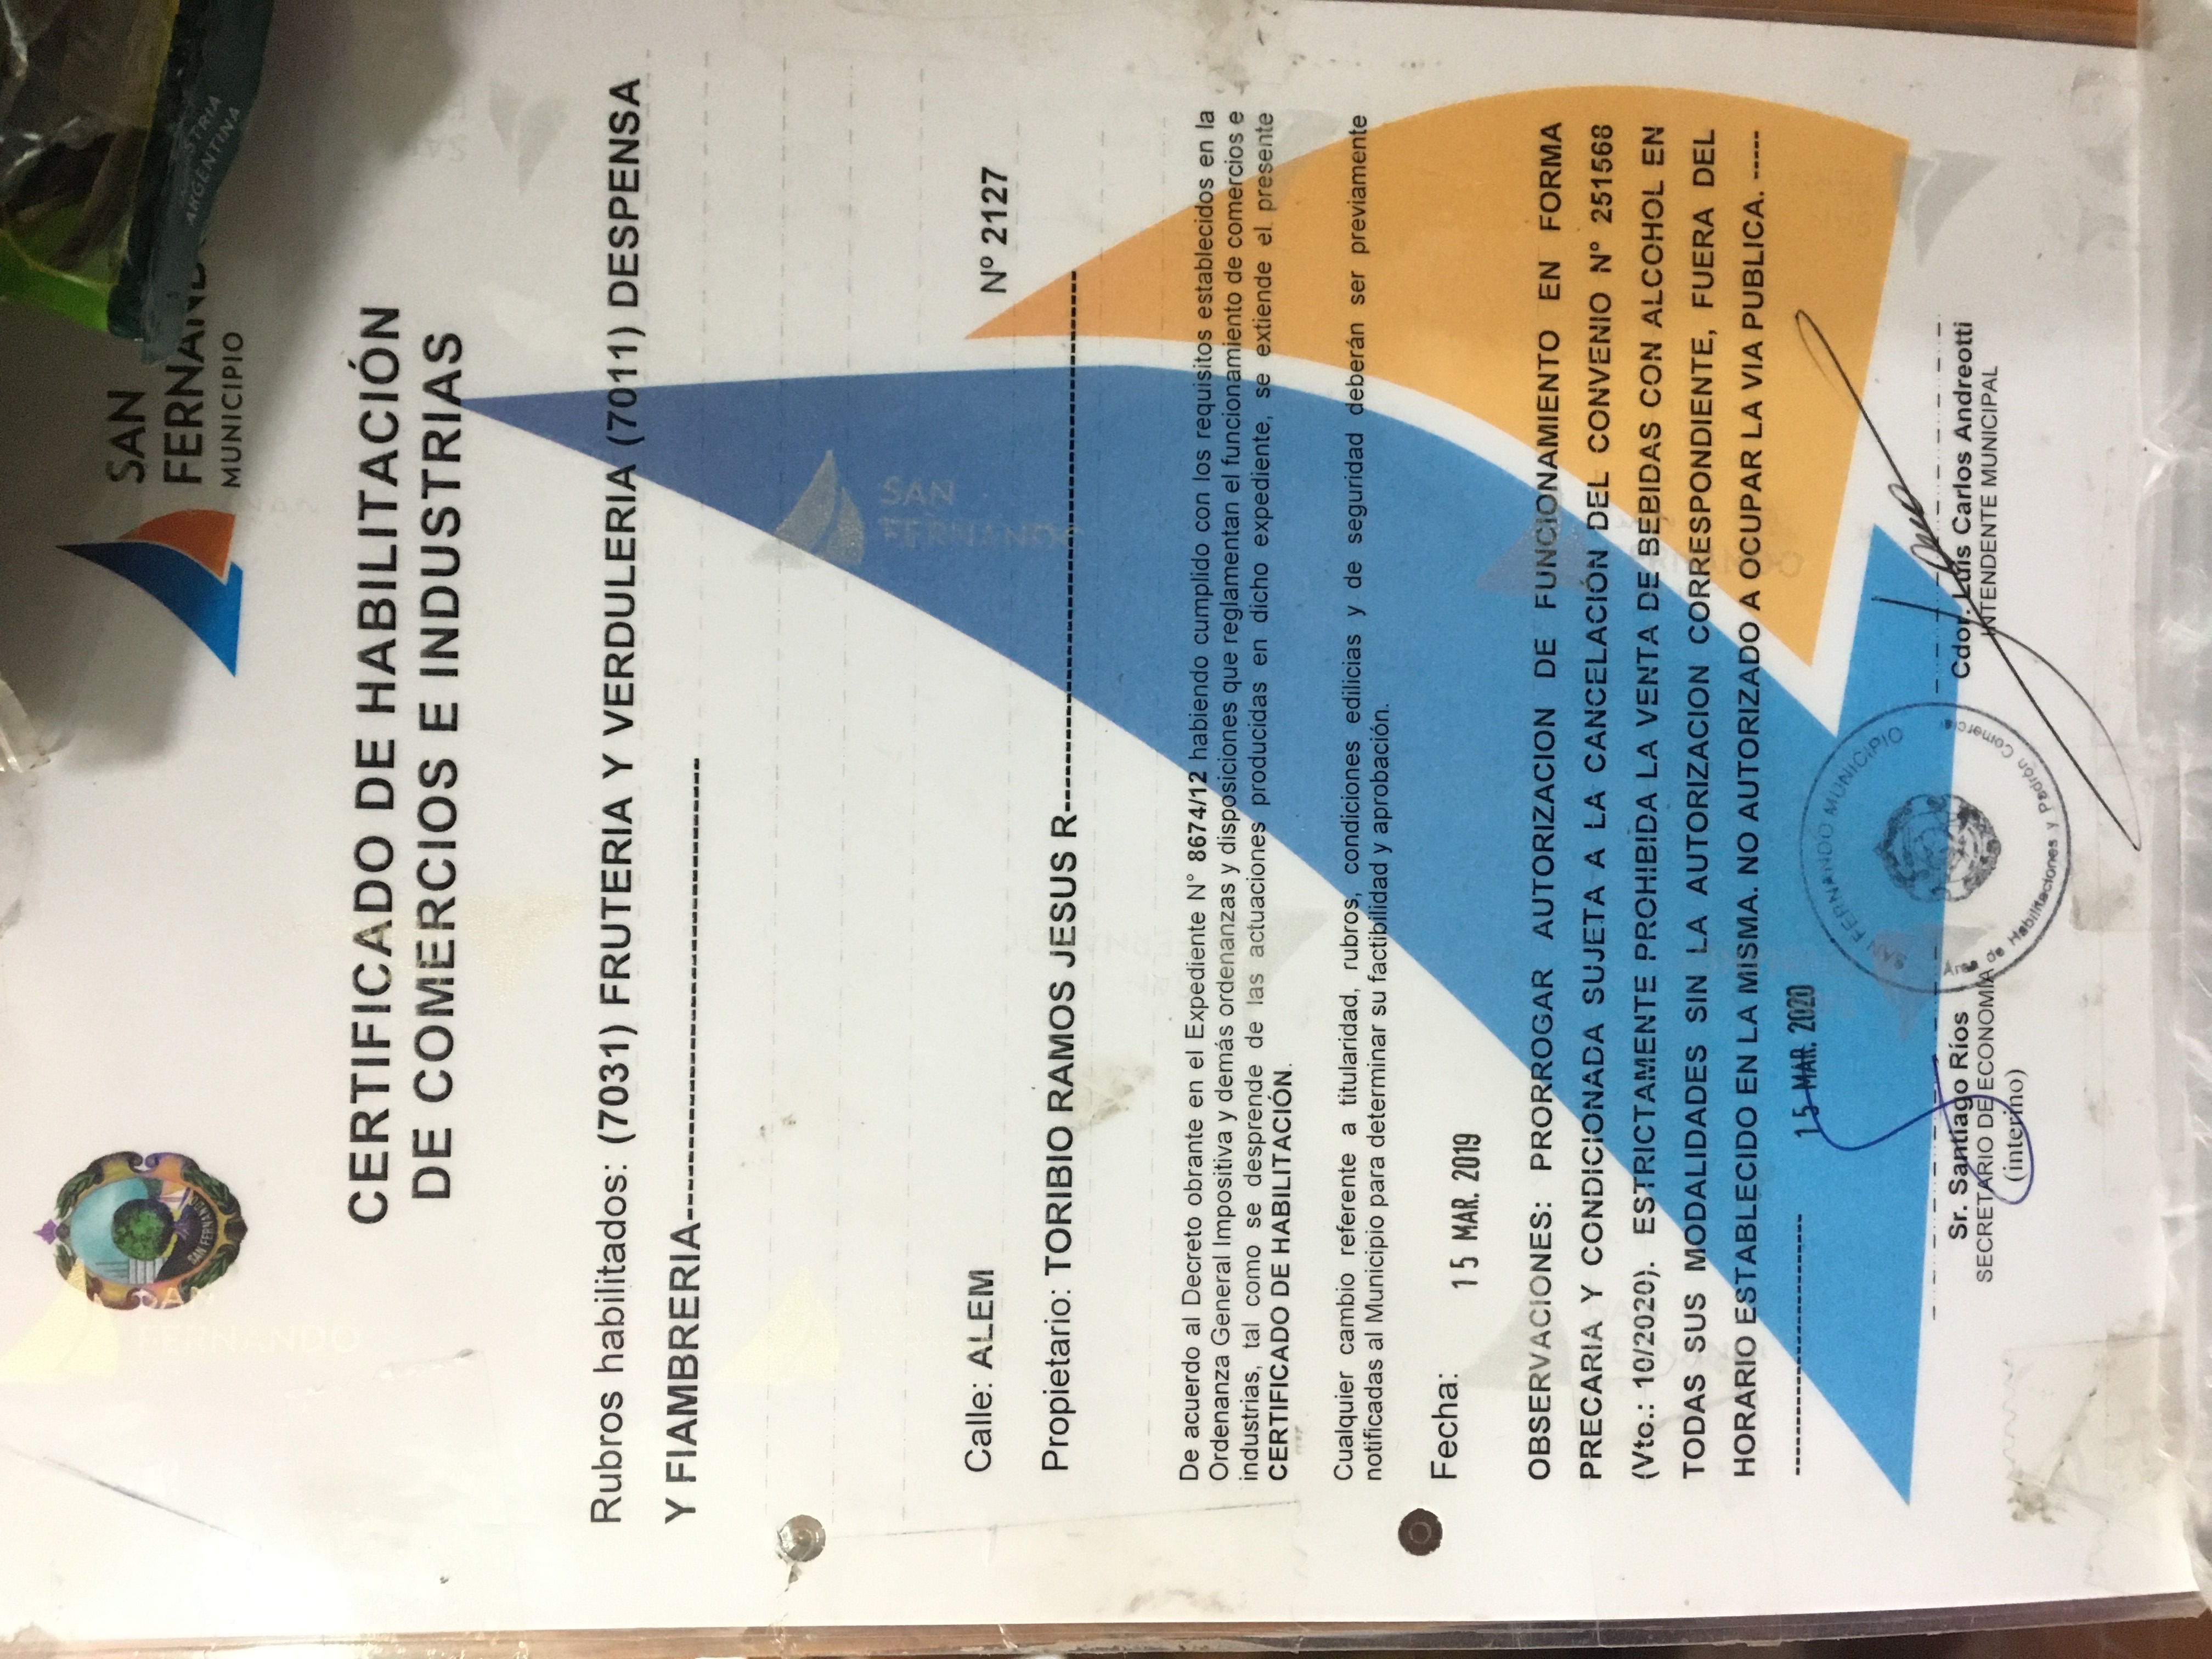 SAN
FERNAND
MUNICIPIO
STRIA
ARGENTINA
SAN FERNANDO
CERTIFICADO DE HABILITACIÓN
DE COMERCIOS E INDUSTRIAS
Rubros habilitados: (7031) FRUTERIA Y VERDULERIA (7011) DESPENSA
Y FIAMBRERIA--------------------------------------------
Calle: ALEM Nº 2127
Propietario: TORIBIO RAMOS JESUS R--------------------------------------------
De acuerdo al Decreto obrante en el Expediente N° 8674/12 habiendo cumplido con los requisitos establecidos en la
Ordenanza General Impositiva y demás ordenanzas y disposiciones que reglamentan el funcionamiento de comercios e
industrias, tal como se desprende de las actuaciones producidas en dicho expediente, se extiende el presente
CERTIFICADO DE HABILITACIÓN.
Cualquier cambio referente a titularidad, rubros, condiciones edilicias y de seguridad deberán ser previamente
notificadas al Municipio para determinar su factibilidad y aprobación.
Fecha: 15 MAR. 2019
OBSERVACIONES: PRORROGAR AUTORIZACION DE FUNCIONAMIENTO EN FORMA
PRECARIA Y CONDICIONADA SUJETA A LA CANCELACIÓN DEL CONVENIO Nº 251568
(Vto.: 10/2020). ESTRICTAMENTE PROHIBIDA LA VENTA DE BEBIDAS CON ALCOHOL EN
TODAS SUS MODALIDADES SIN LA AUTORIZACION CORRESPONDIENTE, FUERA DEL
HORARIO ESTABLECIDO EN LA MISMA. NO AUTORIZADO A OCUPAR LA VIA PUBLICA. -----
-------------------------- 15 MAR. 2020
SAN FERNANDO MUNICIPIO
Area de Habilitaciones y Padrón Comercial
Sr. Santiago Ríos
SECRETARIO DE ECONOMÍA
(interino)
Cdor. Luis Carlos Andreotti
INTENDENTE MUNICIPAL
SAN
FERNANDO